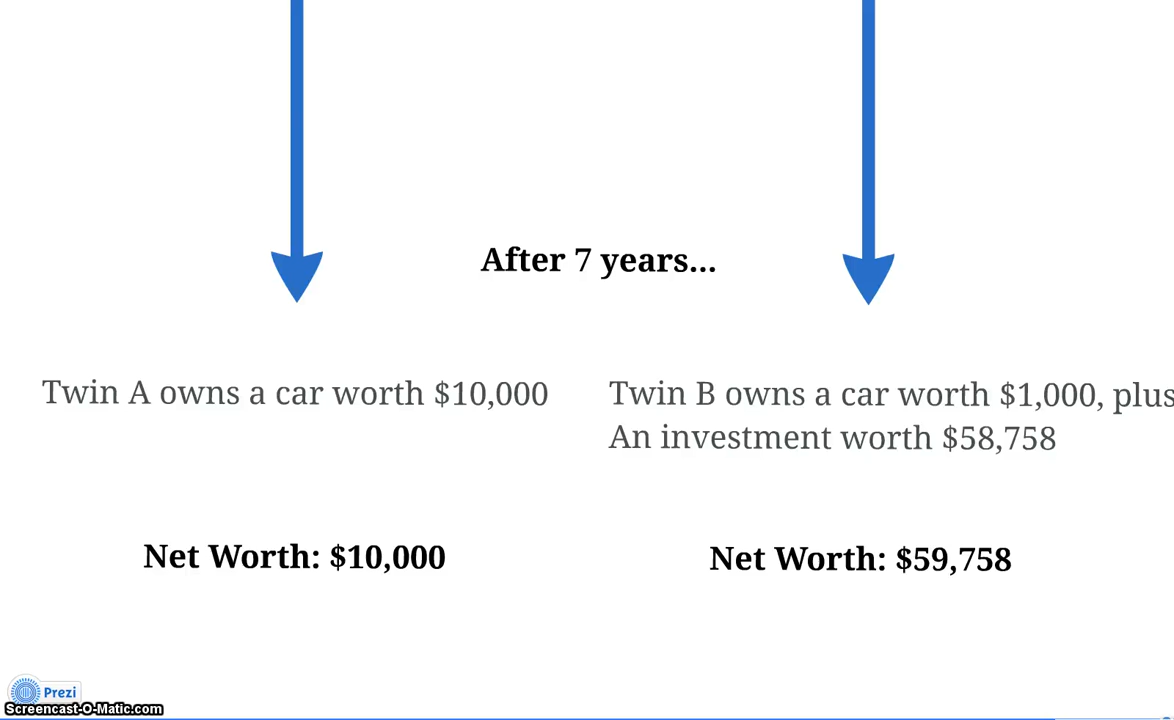 After 7 years...
Twin A owns a car worth $10,000
Twin B owns a car worth $1,000, plus
An investment worth $58,758
Net Worth: $10,000
Net Worth: $59,758
Prezi
Screencast-O-Matic.com